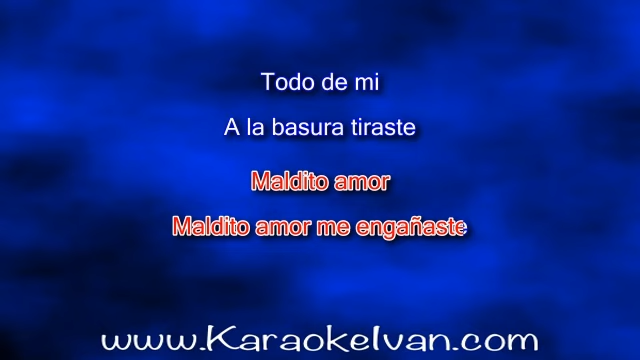 Todo de mi
A la basura tiraste
Maldito amor
Maldito amor me engañaste
www.KaraokeIvan.com